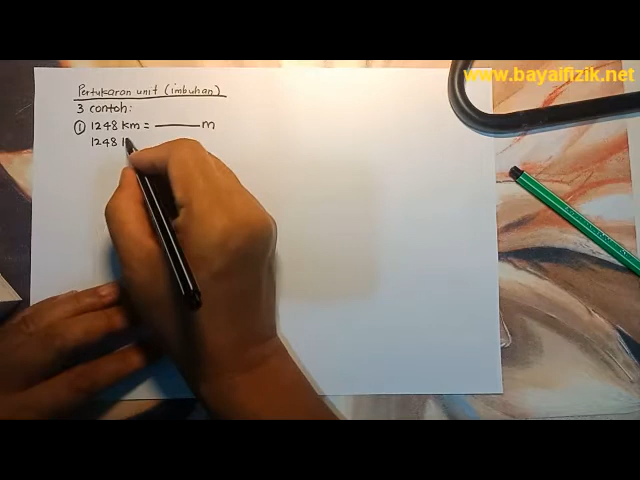 www.bayaifizik.net
Pertukaran unit (imbuhan)
3 contoh:
① 1248 km = ______ m
1248